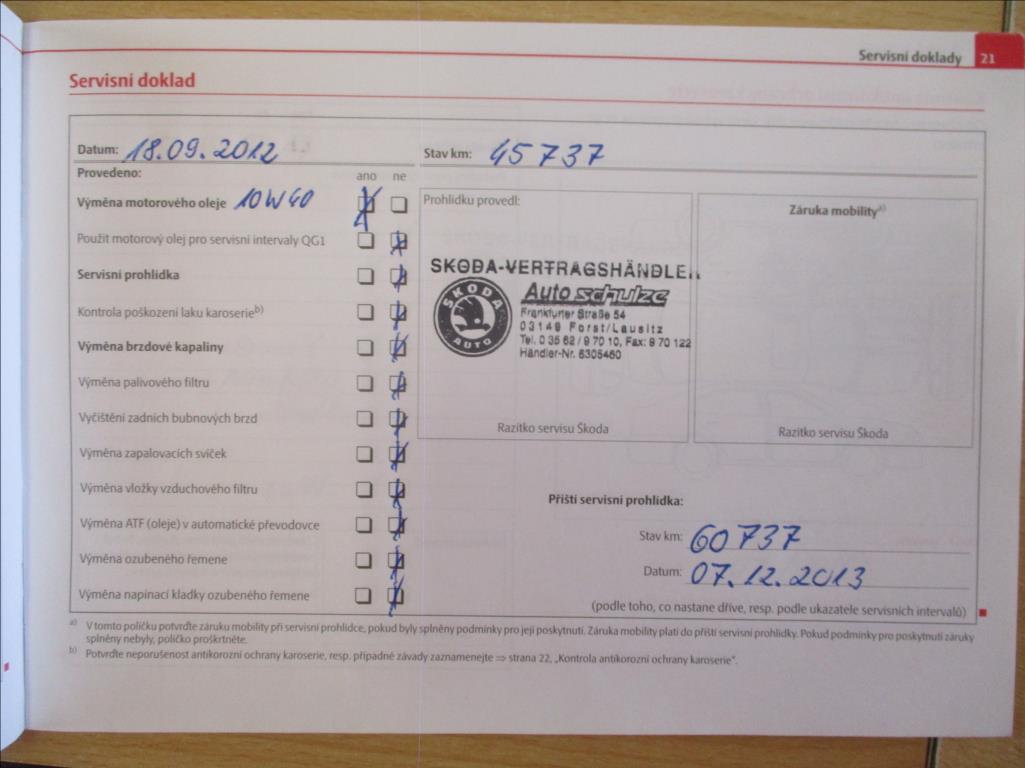 Servisní doklady 21
Servisní doklad
Datum: 18.09.2012 Stav km: 45737
Provedeno: ano ne
Výměna motorového oleje 10W40
Použit motorový olej pro servisní intervaly QG1
Servisní prohlídka
Kontrola poškození laku karoserie b)
Výměna brzdové kapaliny
Výměna palivového filtru
Vyčištění zadních bubnových brzd
Výměna zapalovacích svíček
Výměna vložky vzduchového filtru
Výměna ATF (oleje) v automatické převodovce
Výměna ozubeného řemene
Výměna napínací kladky ozubeného řemene
Prohlídku provedl:
SKODA-VERTRAGSHÄNDLER
SKODA
AUTO
Auto schulze
Frankfurter Straße 54
03149 Forst/Lausitz
Tel. 0 35 62 / 9 70 10, Fax: 9 70 122
Händler-Nr. 6305460
Razítko servisu Škoda
Záruka mobility a)
Razítko servisu Škoda
Příští servisní prohlídka:
Stav km: 60737
Datum: 07.12.2013
(podle toho, co nastane dříve, resp. podle ukazatele servisních intervalů)
a) V tomto políčku potvrďte záruku mobility při servisní prohlídce, pokud byly splněny podmínky pro její poskytnutí. Záruka mobility platí do příští servisní prohlídky. Pokud podmínky pro poskytnutí záruky
splněny nebyly, políčko proškrtněte.
b) Potvrďte neporušenost antikorozní ochrany karoserie, resp. případné závady zaznamenejte ⇒ strana 22, „Kontrola antikorozní ochrany karoserie“.